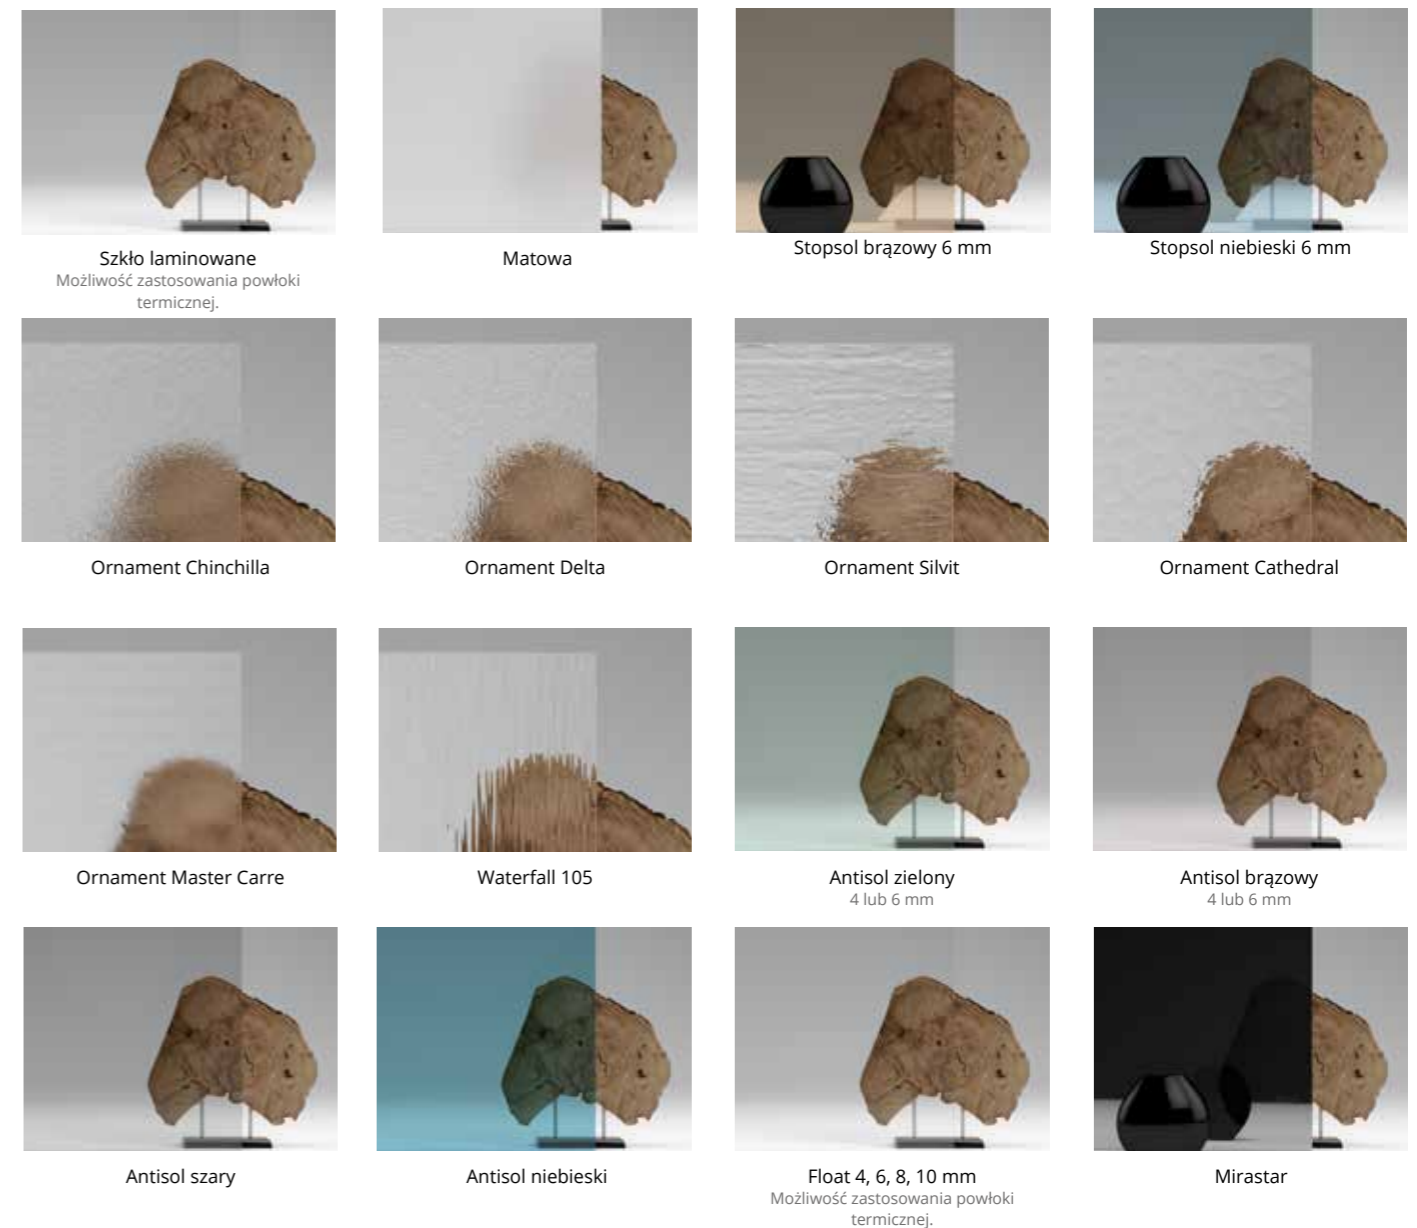 Szkło laminowane
Możliwość zastosowania powłoki
termicznej.
Matowa
Stopsol brązowy 6 mm
Stopsol niebieski 6 mm
Ornament Chinchilla
Ornament Delta
Ornament Silvit
Ornament Cathedral
Ornament Master Carre
Waterfall 105
Antisol zielony
4 lub 6 mm
Antisol brązowy
4 lub 6 mm
Antisol szary
Antisol niebieski
Float 4, 6, 8, 10 mm
Możliwość zastosowania powłoki
termicznej.
Mirastar